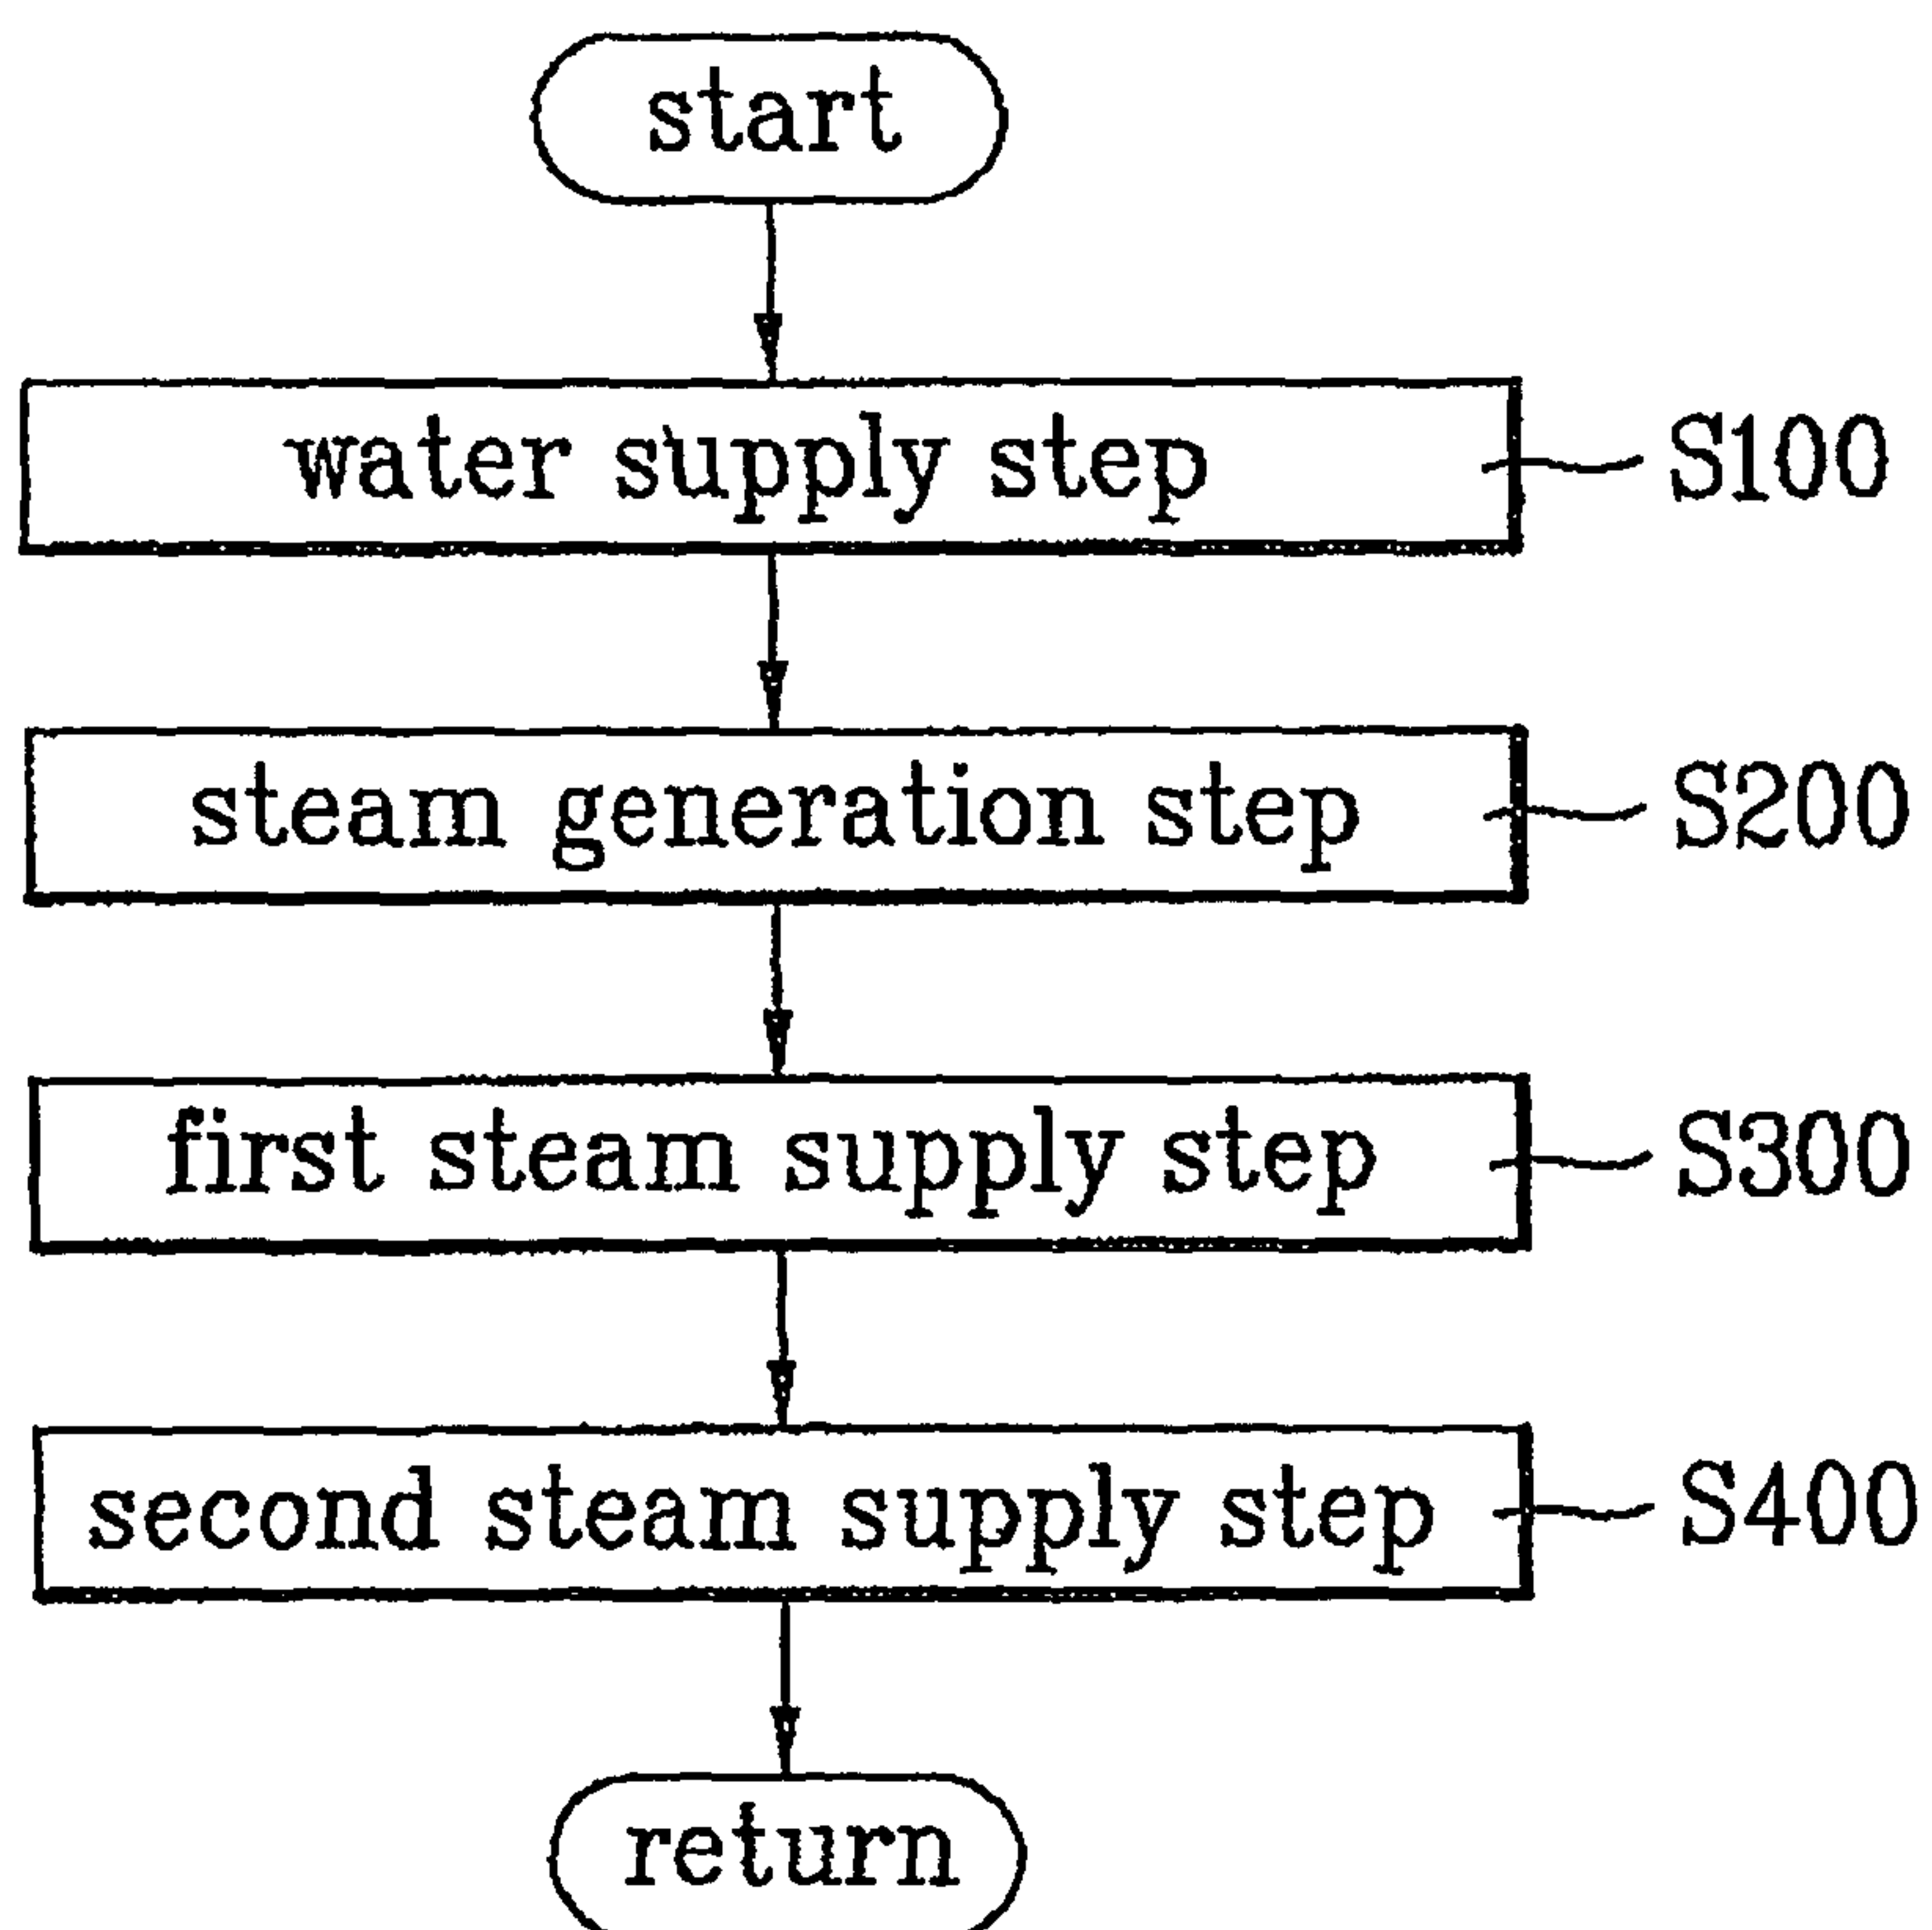 start
water supply step S100
steam generation step S200
first steam supply step S300
second steam supply step S400
return